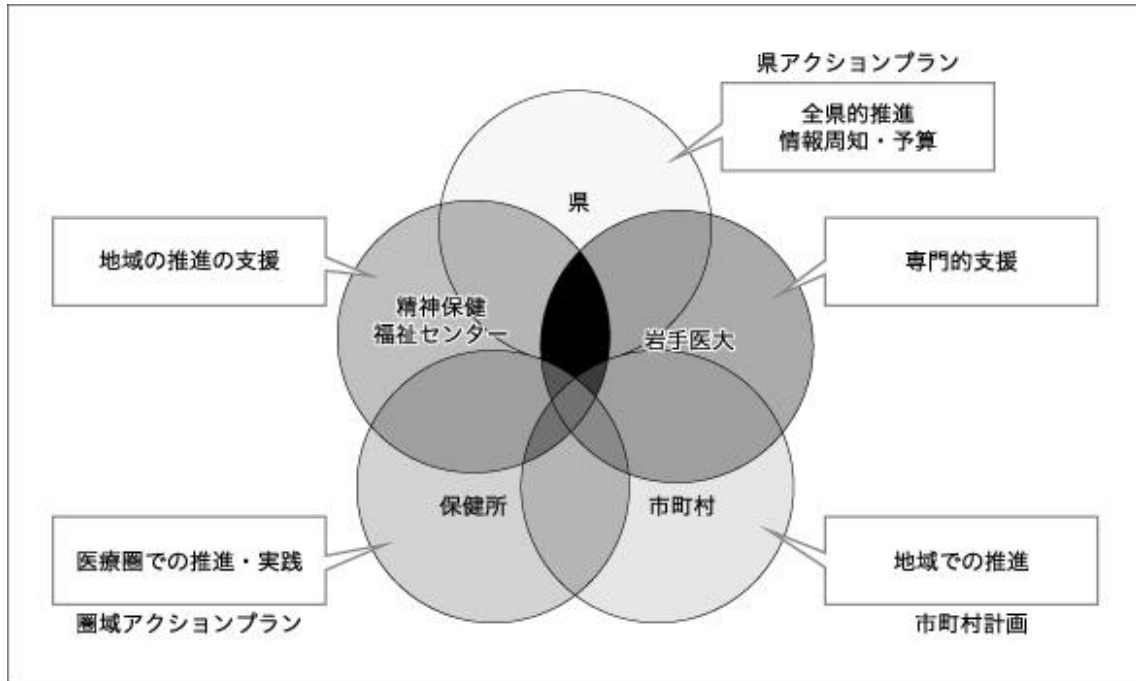 県アクションプラン
全県的推進
情報周知・予算
県
地域の推進の支援
専門的支援
精神保健
福祉センター
岩手医大
保健所
市町村
医療圏での推進・実践
地域での推進
圏域アクションプラン
市町村計画